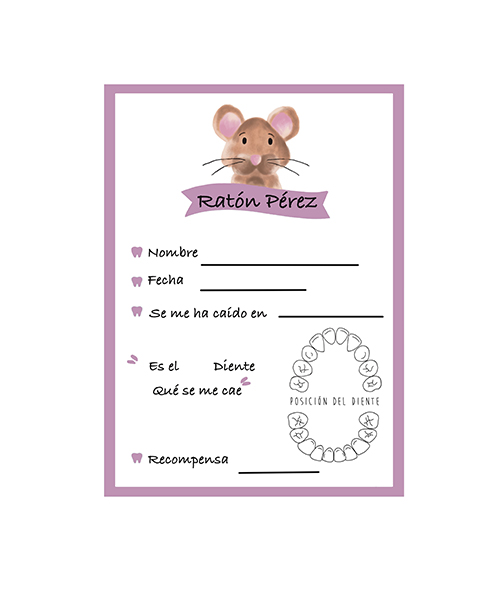 Ratón Pérez
Nombre
Fecha
Se me ha caído en
Es el Diente
Qué se me cae
POSICIÓN DEL DIENTE
Recompensa